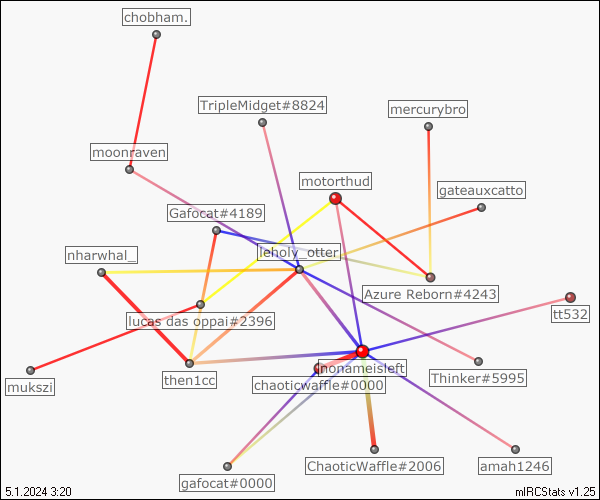 chobham.
TripleMidget#8824
mercurybro
moonraven
motorthud
gateauxcatto
Gafocat#4189
nharwhal_
leholy_otter
Azure Reborn#4243
lucas das oppai#2396
tt532
nonameisleft
mukszi
then1cc
chaoticwaffle#0000
Thinker#5995
gafocat#0000
ChaoticWaffle#2006
amah1246
5.1.2024 3:20
mIRCStats v1.25